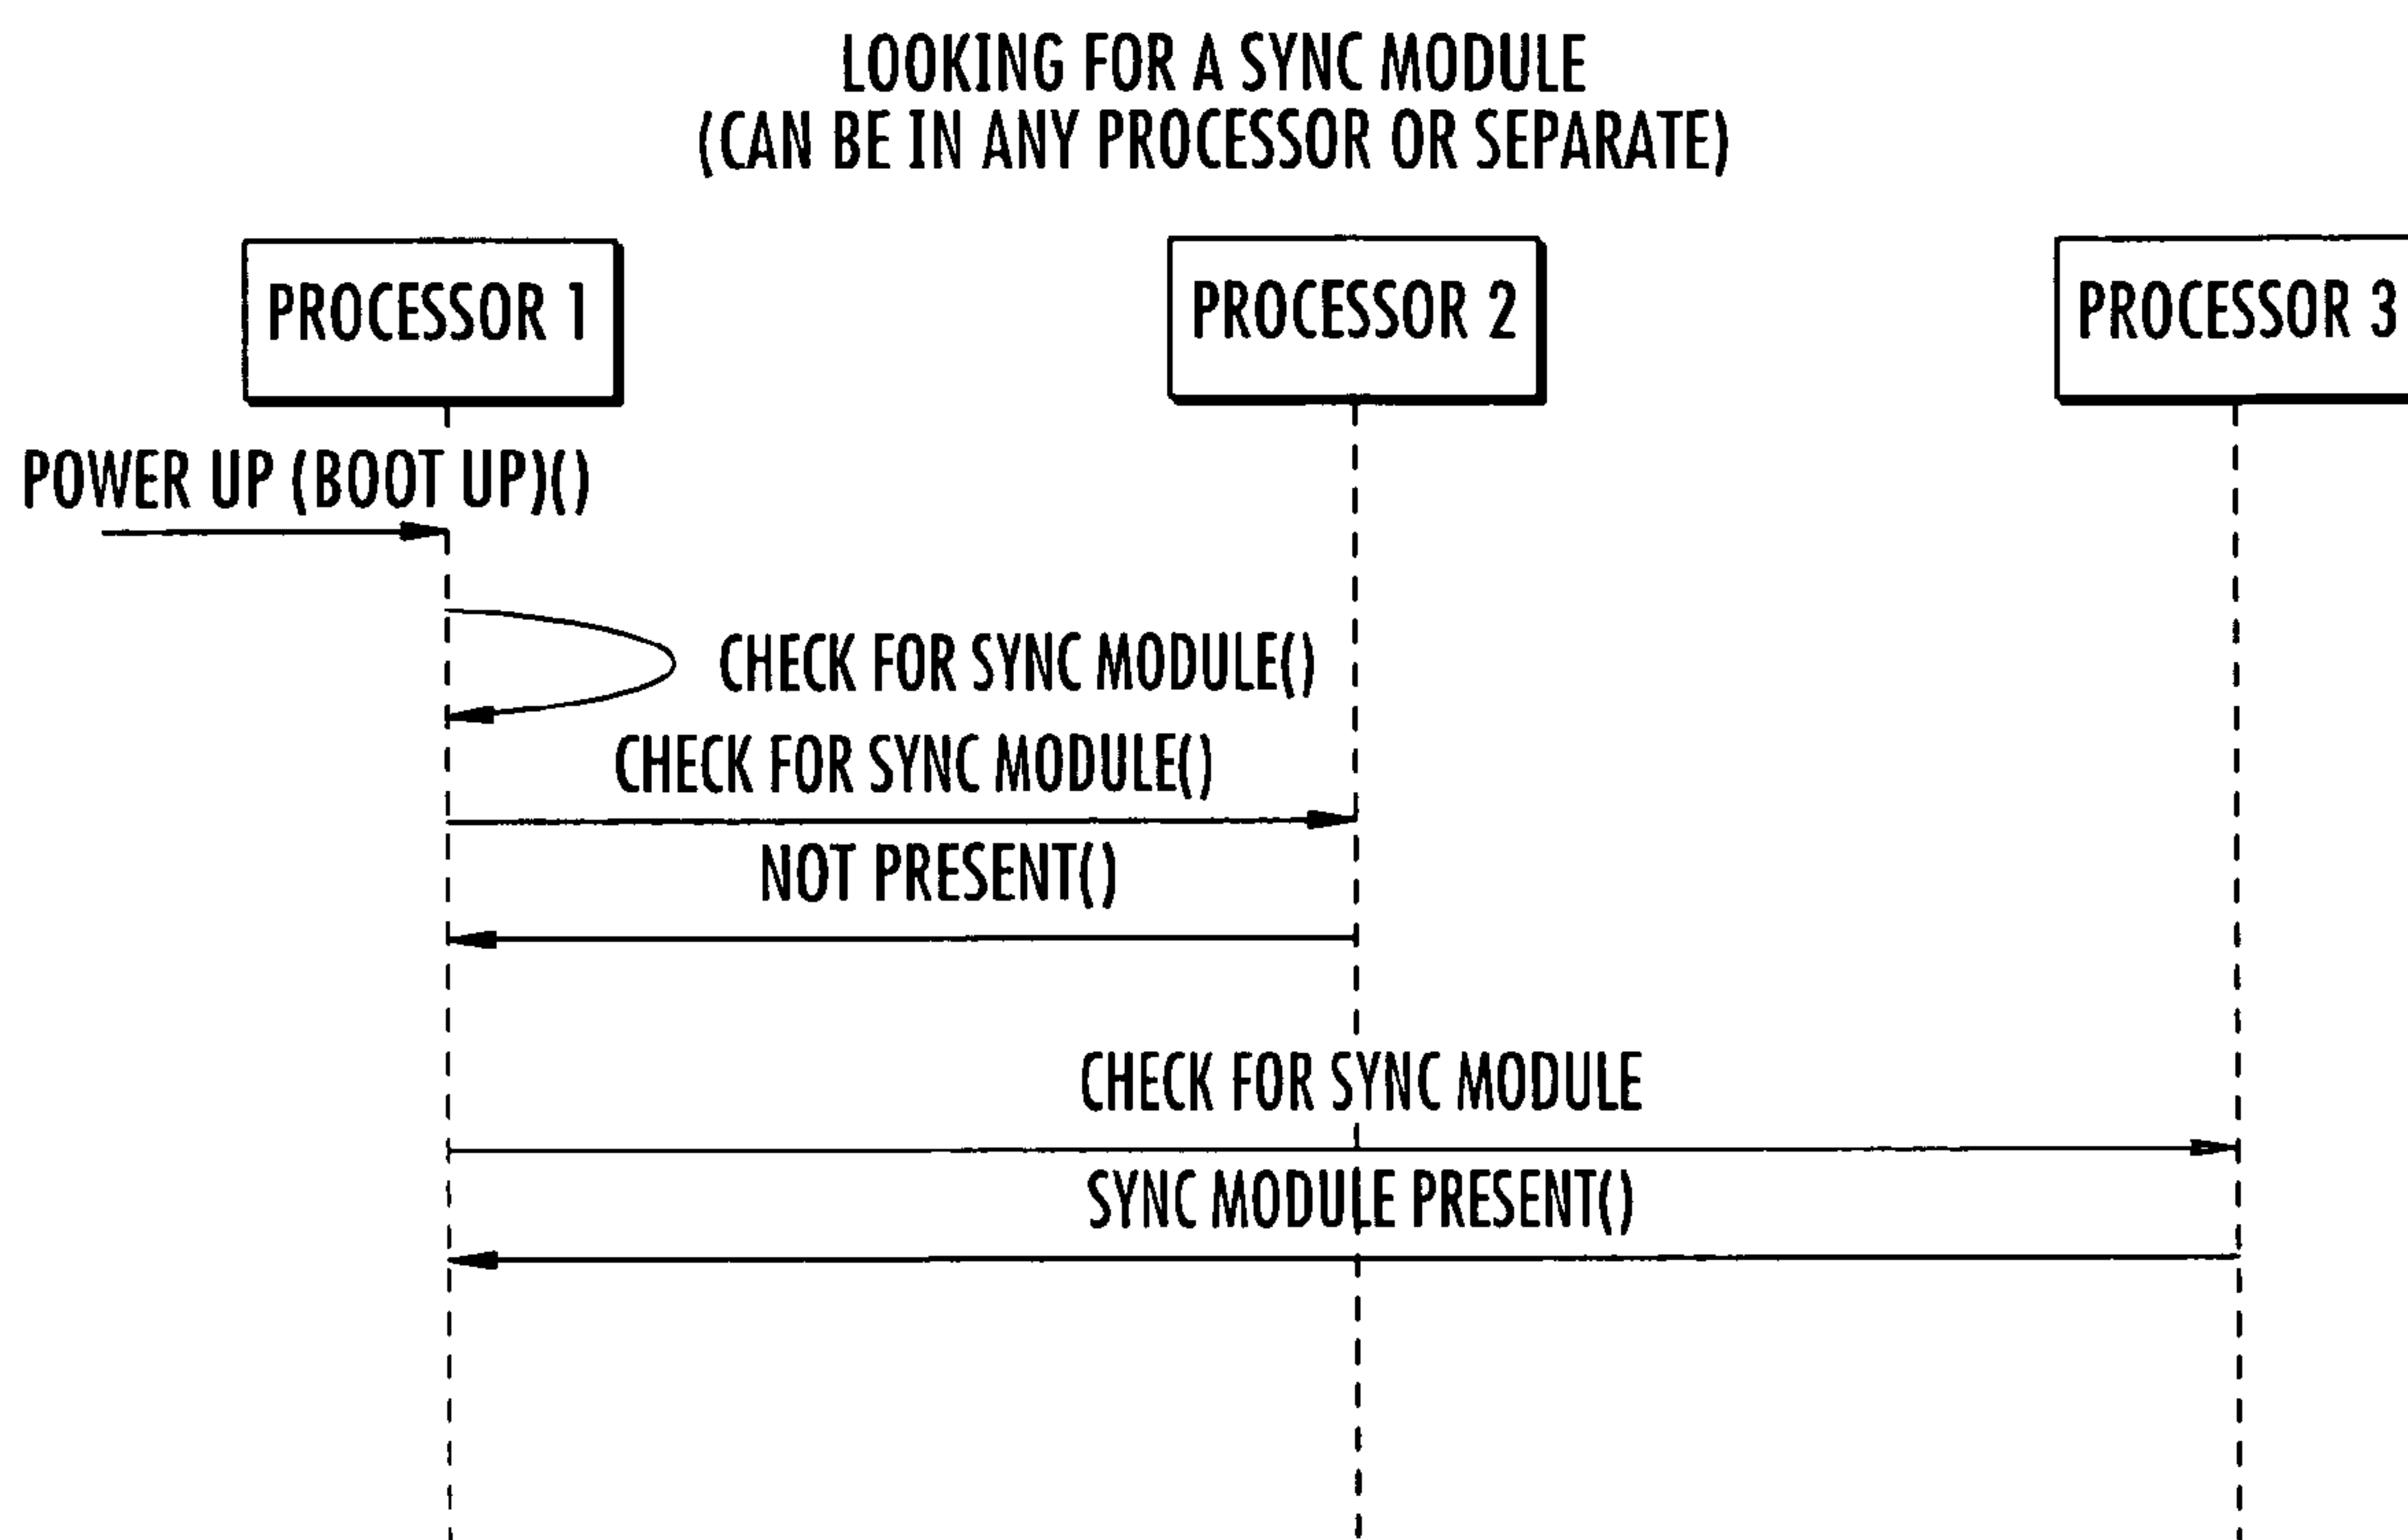 LOOKING FOR A SYNC MODULE
(CAN BE IN ANY PROCESSOR OR SEPARATE)
PROCESSOR 1
PROCESSOR 2
PROCESSOR 3
POWER UP (BOOT UP)()
CHECK FOR SYNC MODULE()
CHECK FOR SYNC MODULE()
NOT PRESENT()
CHECK FOR SYNC MODULE
SYNC MODULE PRESENT()